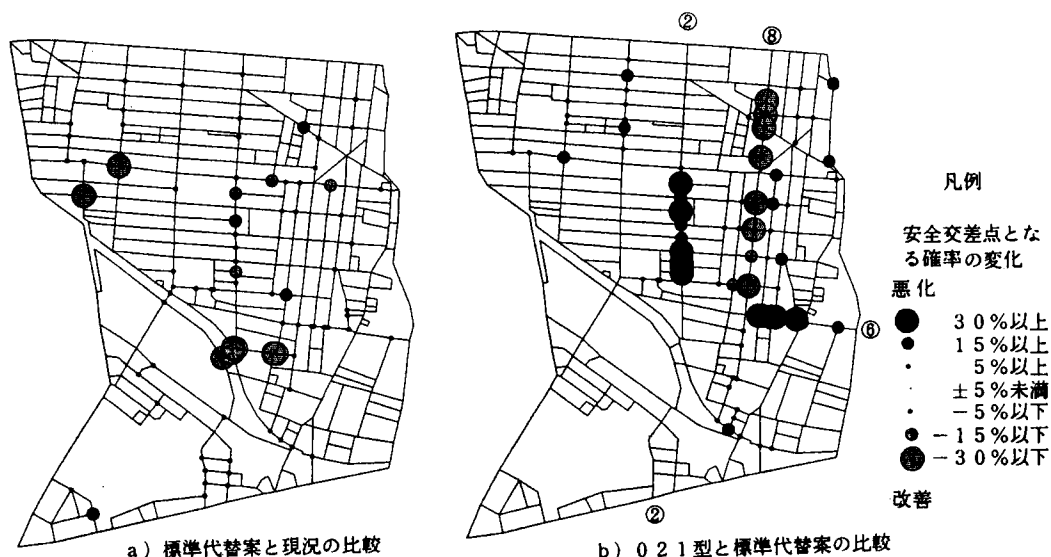 ②
⑧
凡例
安全交差点とな
る確率の変化
悪化
30%以上
15%以上
5%以上
±5%未満
−5%以下
−15%以下
−30%以下
改善
⑥
②
a) 標準代替案と現況の比較
b) 021型と標準代替案の比較